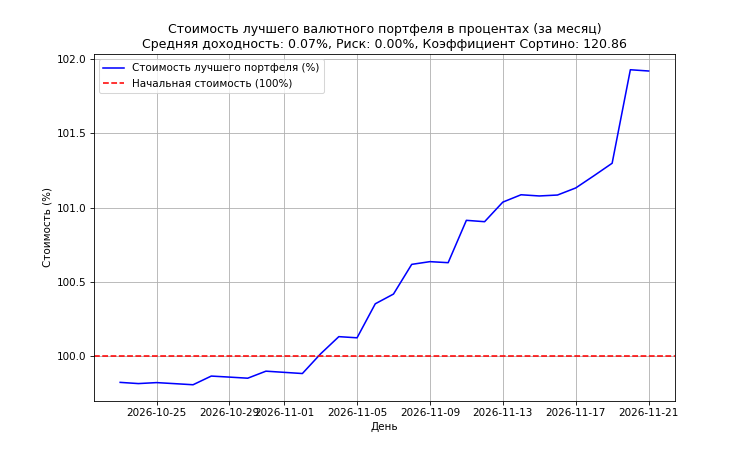 Стоимость лучшего валютного портфеля в процентах (за месяц)
Средняя доходность: 0.07%, Риск: 0.00%, Коэффициент Сортино: 120.86
Стоимость лучшего портфеля (%)
Начальная стоимость (100%)
102.0
101.5
101.0
100.5
100.0
Стоимость (%)
2026-10-25 2026-10-29 2026-11-01 2026-11-05 2026-11-09 2026-11-13 2026-11-17 2026-11-21
День